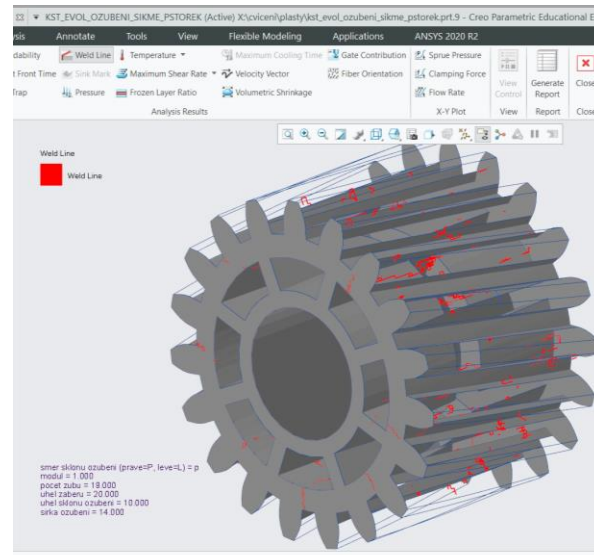 KST_EVOL_OZUBENI_SIKME_PSTOREK (Active) X:\cviceni\plasty\kst_evol_ozubeni_sikme_pstorek.prt.9 - Creo Parametric Educational E
ysis Annotate Tools View Flexible Modeling Applications ANSYS 2020 R2
dability Weld Line Temperature Maximum Cooling Time Gate Contribution Sprue Pressure
t Front Time Sink Mark Maximum Shear Rate Velocity Vector Fiber Orientation Clamping Force
Trap Pressure Frozen Layer Ratio Volumetric Shrinkage Flow Rate
View Control
Generate Report
Close
Analysis Results X-Y Plot View Report Close
Weld Line
Weld Line
smer sklonu ozubeni (prave=P, leve=L) = p
modul = 1.000
pocet zubu = 18.000
uhel zaberu = 20.000
uhel sklonu ozubeni = 10.000
sirka ozubeni = 14.000